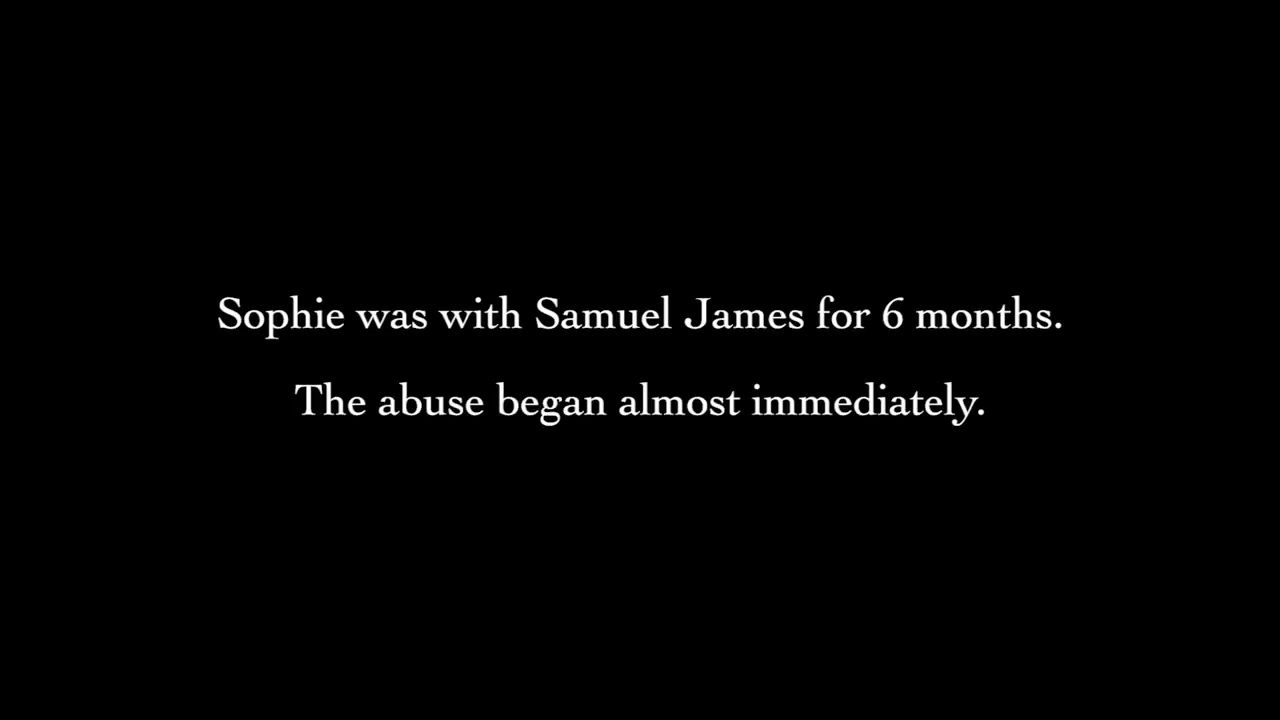 Sophie was with Samuel James for 6 months.
The abuse began almost immediately.